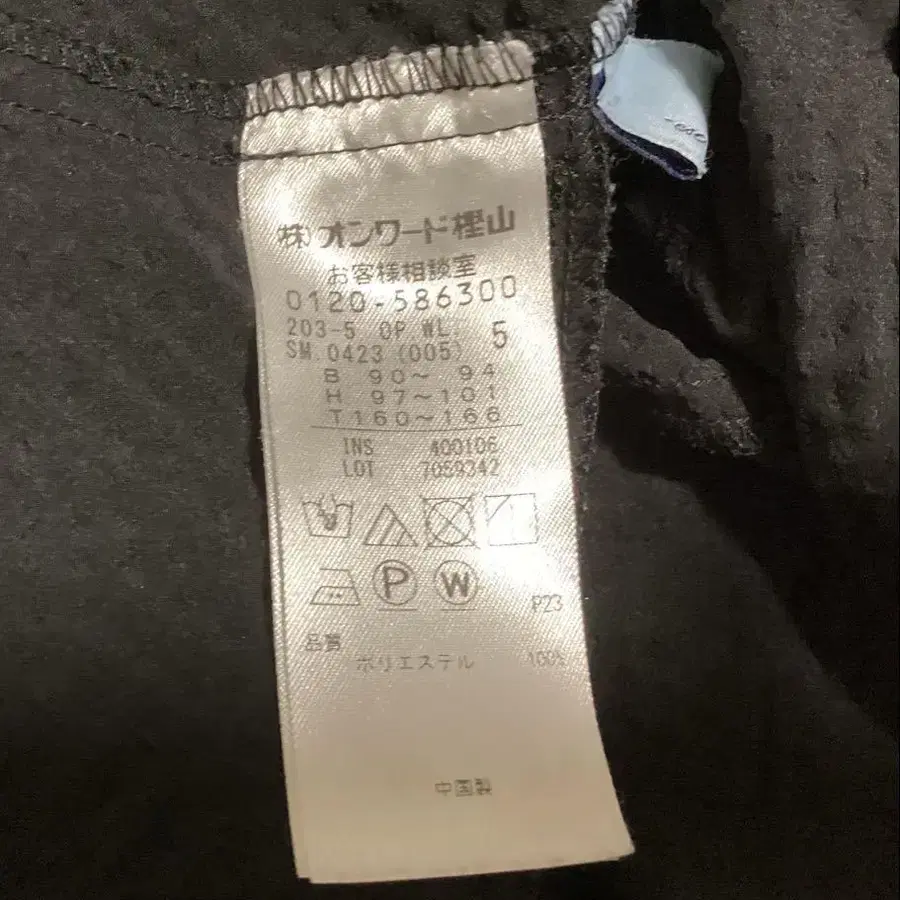 ㈱オンワード樫山
お客様相談室
0120-586300
203-5 OP WL. 5
SM.0423 (005)
B 90～ 94
H 97～101
T160～166
INS 400106
LOT 7059342
P
W
P23
品質
ポリエステル 100%
中国製